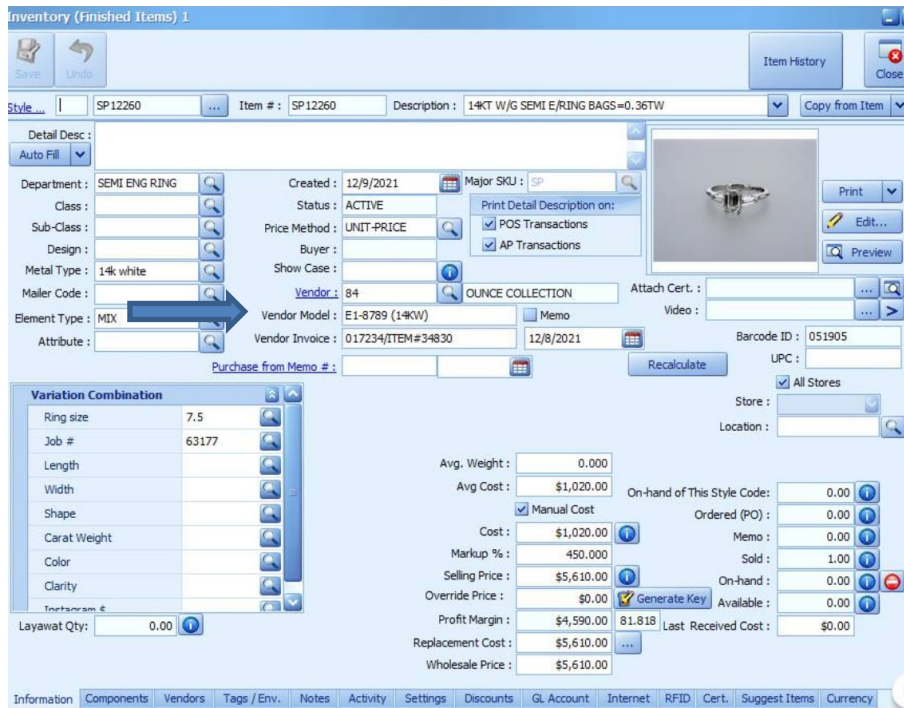 Inventory (Finished Items) 1
Save Undo Item History Close
Style ... SP12260 ... Item # : SP12260 Description : 14KT W/G SEMI E/RING BAGS=0.36TW Copy from Item
Detail Desc :
Auto Fill
Department : SEMI ENG RING Created : 12/9/2021 Major SKU : SP
Print
Class : Status : ACTIVE Print Detail Description on:
Sub-Class : Price Method : UNIT-PRICE POS Transactions Edit...
Design : Buyer : AP Transactions Preview
Metal Type : 14k white Show Case :
Mailer Code : Vendor : 84 OUNCE COLLECTION Attach Cert. : ...
Element Type : MIX Vendor Model : E1-8789 (14KW) Memo Video : ... >
Attribute : Vendor Invoice : 017234/ITEM#34830 12/8/2021 Barcode ID : 051905
Purchase from Memo # : Recalculate UPC :
All Stores
Variation Combination Store :
Ring size 7.5 Location :
Job # 63177
Length Avg. Weight : 0.000
Width Avg Cost : $1,020.00 On-hand of This Style Code: 0.00
Shape Manual Cost Ordered (PO) : 0.00
Carat Weight Cost : $1,020.00 Memo : 0.00
Color Markup % : 450.000 Sold : 1.00
Clarity Selling Price : $5,610.00 On-hand : 0.00
Instagram $ Override Price : $0.00 Generate Key Available : 0.00
Layawat Qty: 0.00 Profit Margin : $4,590.00 81.818 Last Received Cost : $0.00
Replacement Cost : $5,610.00 ...
Wholesale Price : $5,610.00
Information Components Vendors Tags / Env. Notes Activity Settings Discounts GL Account Internet RFID Cert. Suggest Items Currency